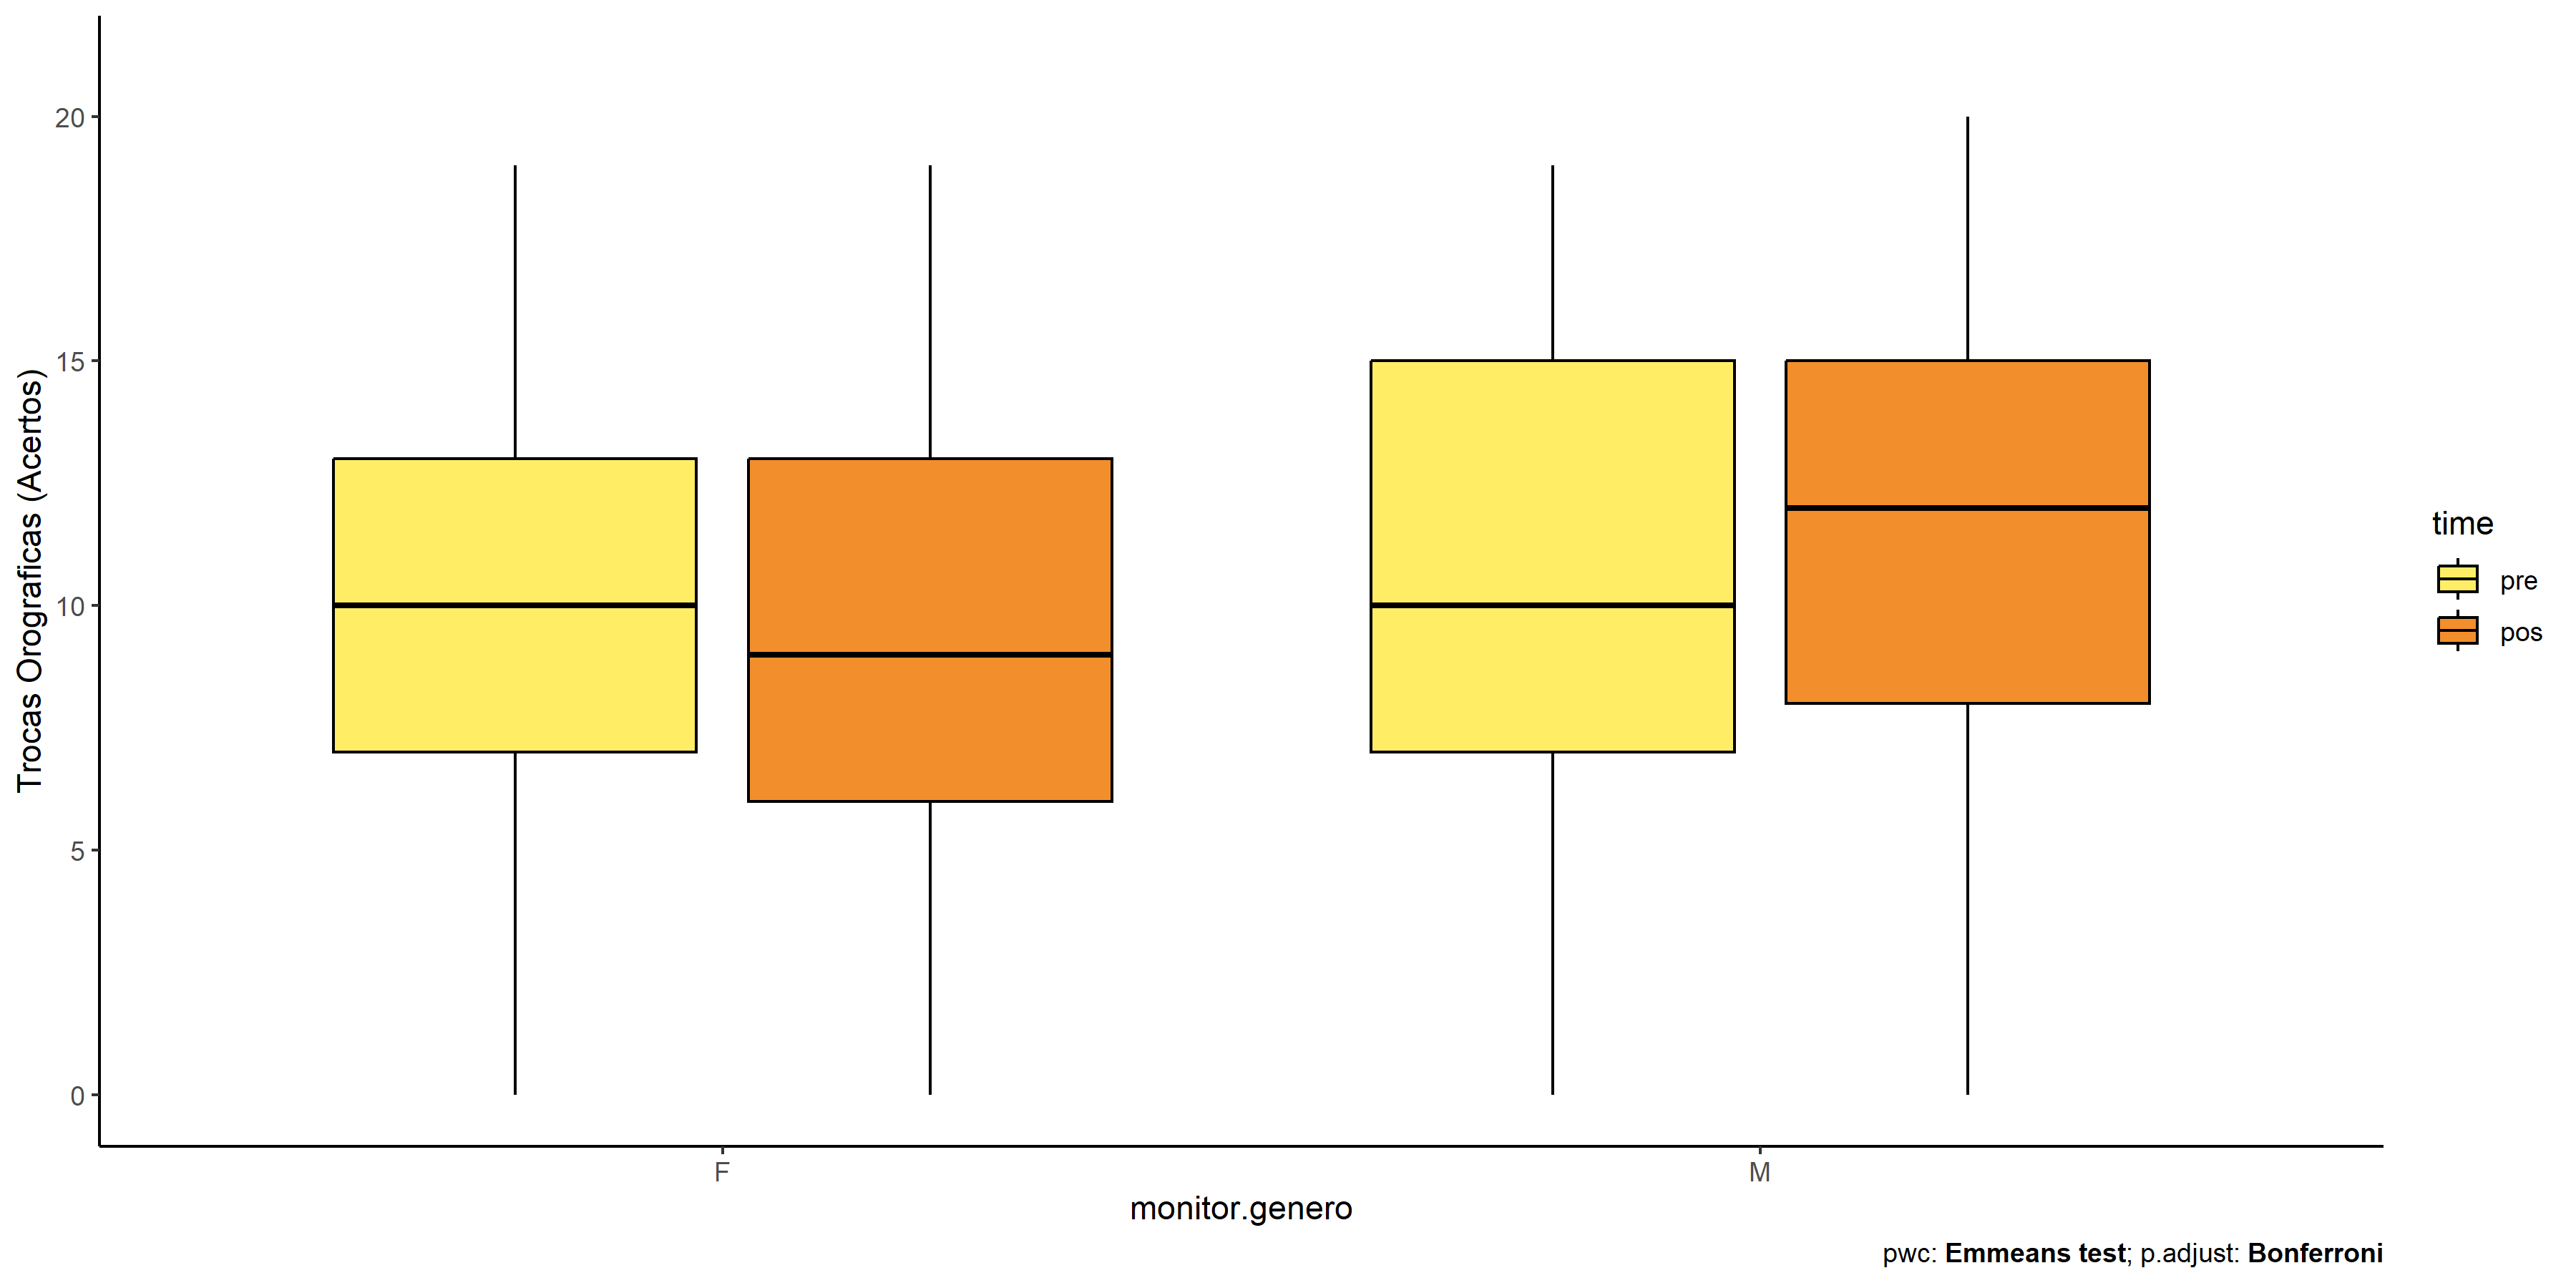 Trocas Orograficas (Acertos)
20
15
10
5
0
F
M
monitor.genero
time
pre
pos
pwc: Emmeans test; p.adjust: Bonferroni